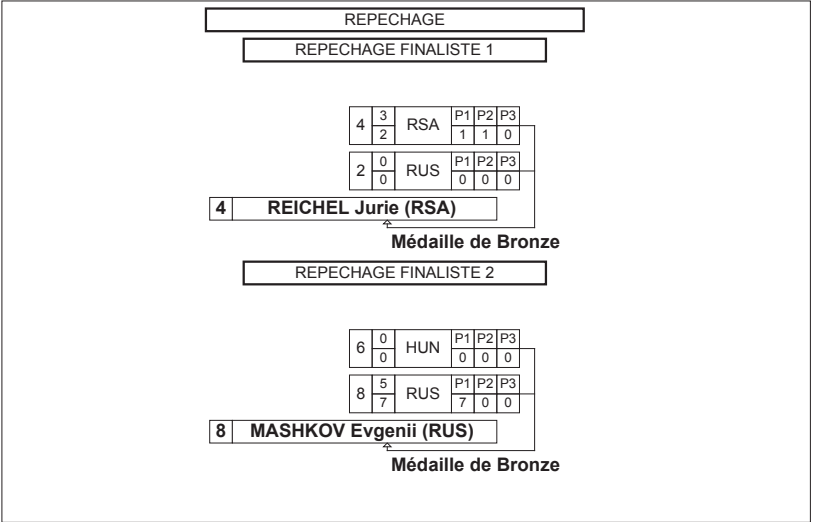 REPECHAGE
REPECHAGE FINALISTE 1
4 3 RSA P1 P2 P3
2 1 1 0
2 0 RUS P1 P2 P3
0 0 0 0
4 REICHEL Jurie (RSA)
Médaille de Bronze
REPECHAGE FINALISTE 2
6 0 HUN P1 P2 P3
0 0 0 0
8 5 RUS P1 P2 P3
7 7 0 0
8 MASHKOV Evgenii (RUS)
Médaille de Bronze